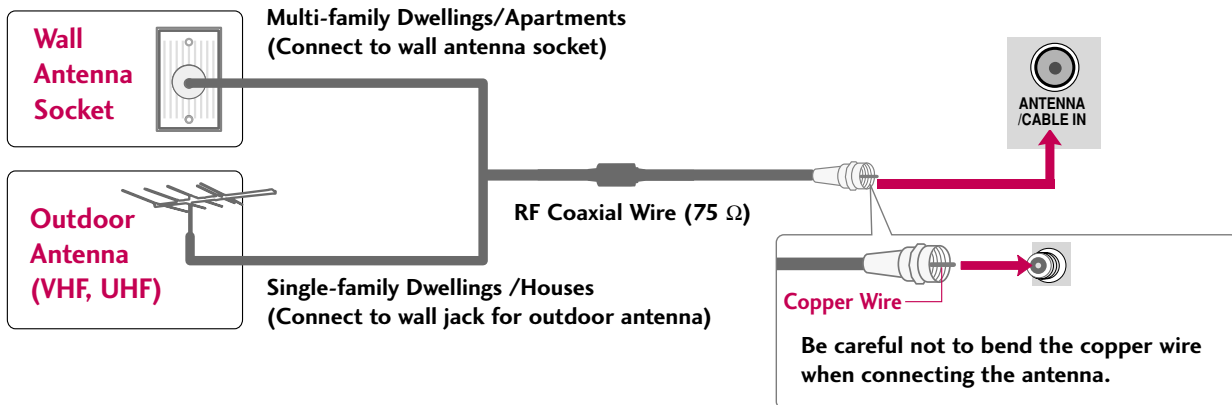 Wall
Antenna
Socket
Multi-family Dwellings/Apartments
(Connect to wall antenna socket)
ANTENNA
/CABLE IN
Outdoor
Antenna
(VHF, UHF)
RF Coaxial Wire (75 Ω)
Single-family Dwellings /Houses
(Connect to wall jack for outdoor antenna)
Copper Wire
Be careful not to bend the copper wire
when connecting the antenna.